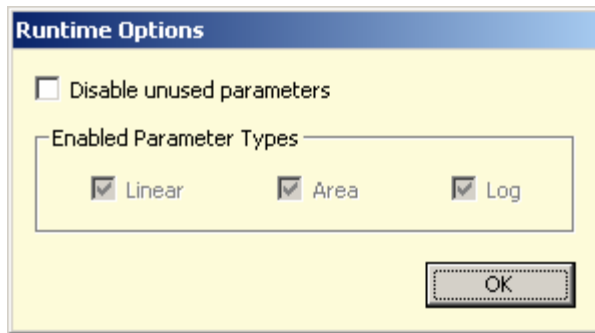 Runtime Options
Disable unused parameters
Enabled Parameter Types
Linear Area Log
OK